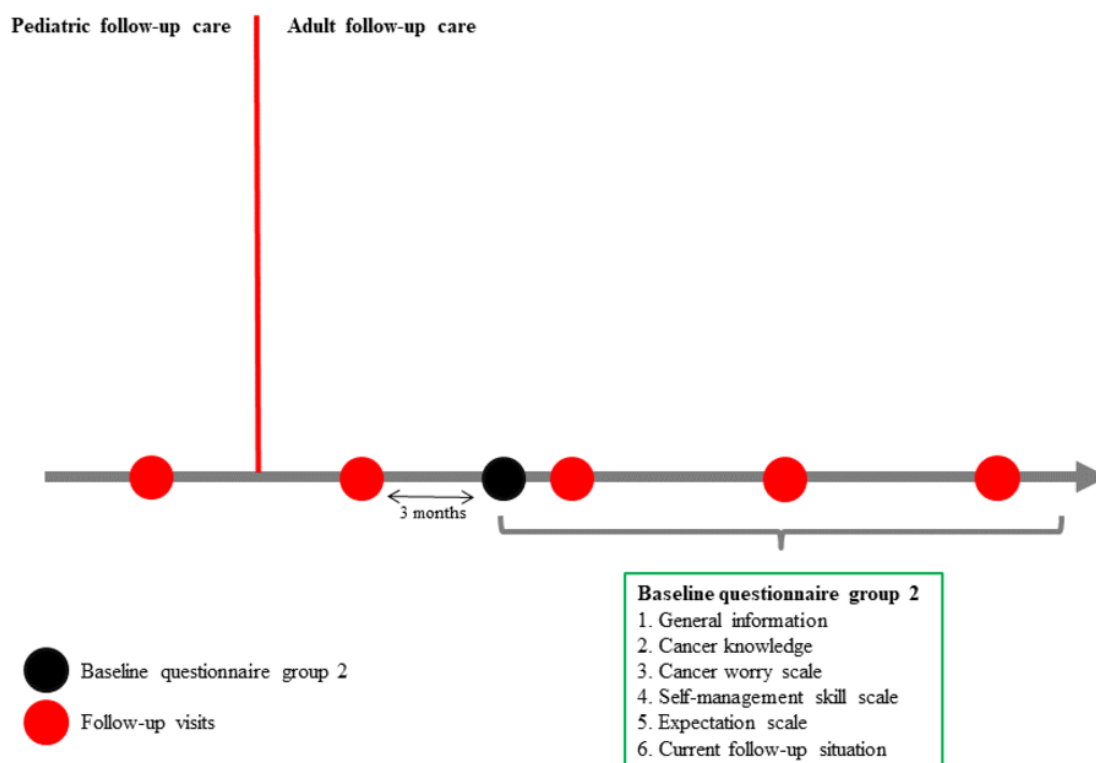 Pediatric follow-up care
Adult follow-up care
3 months
Baseline questionnaire group 2
1. General information
2. Cancer knowledge
3. Cancer worry scale
4. Self-management skill scale
5. Expectation scale
6. Current follow-up situation
Baseline questionnaire group 2
Follow-up visits